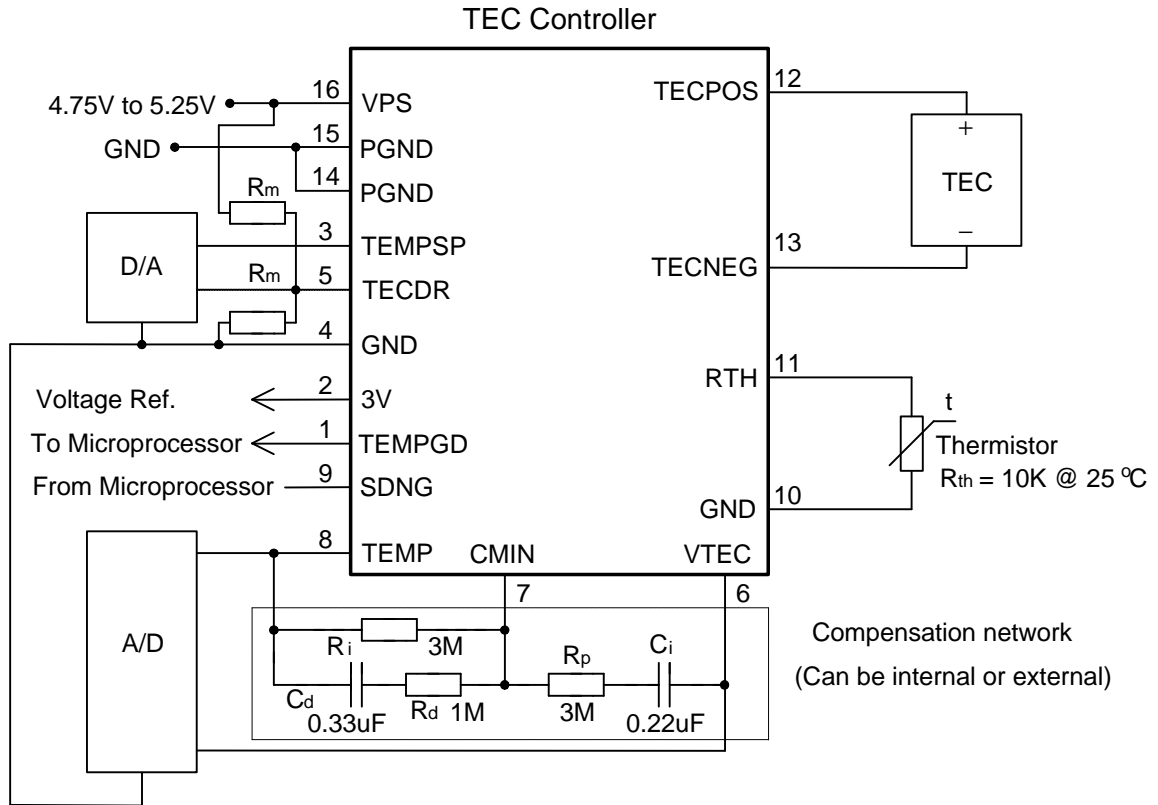 TEC Controller
4.75V to 5.25V
16
VPS
TECPOS
12
GND
15
PGND
+
14
PGND
TEC
Rm
−
D/A
3
TEMPSP
13
TECNEG
Rm
5
TECDR
4
GND
RTH
11
Voltage Ref.
2
3V
t
To Microprocessor
1
TEMPGD
Thermistor
From Microprocessor
9
SDNG
Rth = 10K @ 25 ℃
10
GND
8
TEMP
CMIN
VTEC
7
6
A/D
Ri
3M
Rp
Ci
Cd
Rd
1M
3M
0.33uF
0.22uF
Compensation network
(Can be internal or external)